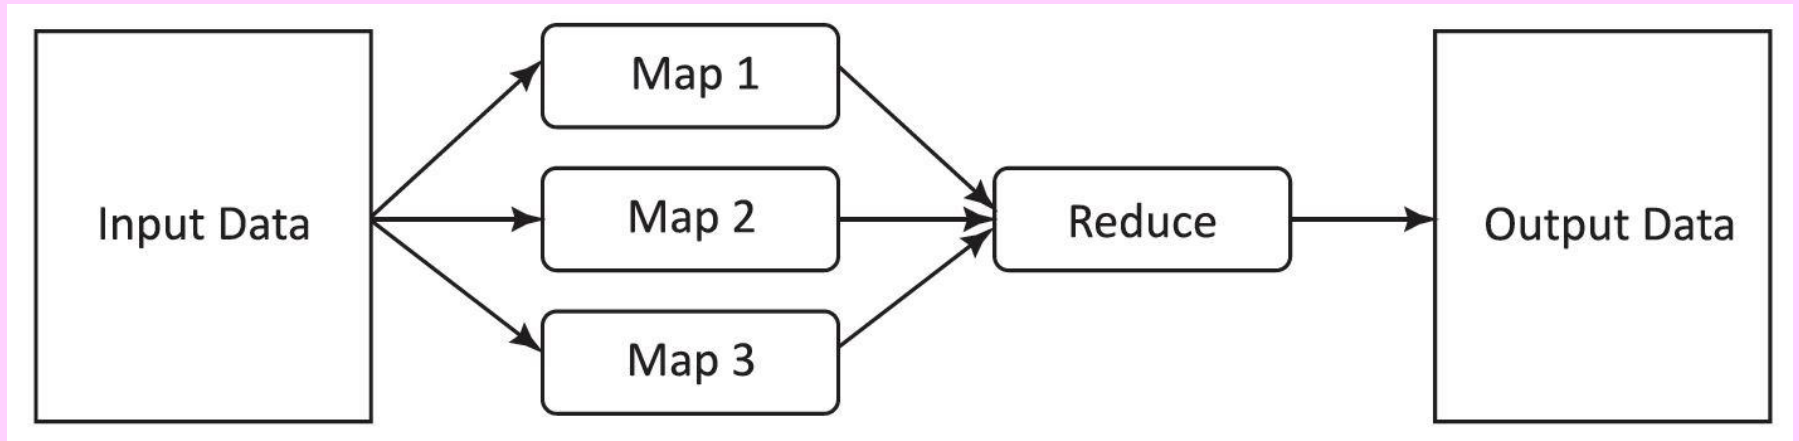 Input Data
Map 1
Map 2
Map 3
Reduce
Output Data